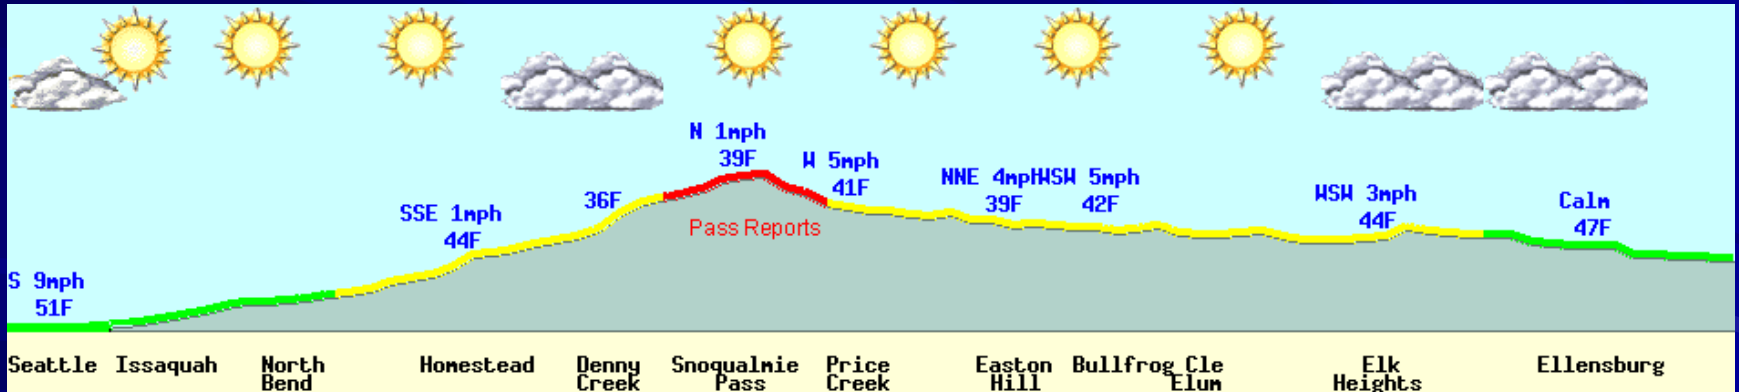 N 1mph
39F
W 5mph
41F
NNE 4mphWSW 5mph
39F
42F
36F
SSE 1mph
44F
WSW 3mph
44F
Calm
47F
Pass Reports
S 9mph
51F
Seattle
Issaquah
North
Bend
Homestead
Denny
Creek
Snoqualmie
Pass
Price
Creek
Easton
Hill
Bullfrog
Cle
Elum
Elk
Heights
Ellensburg